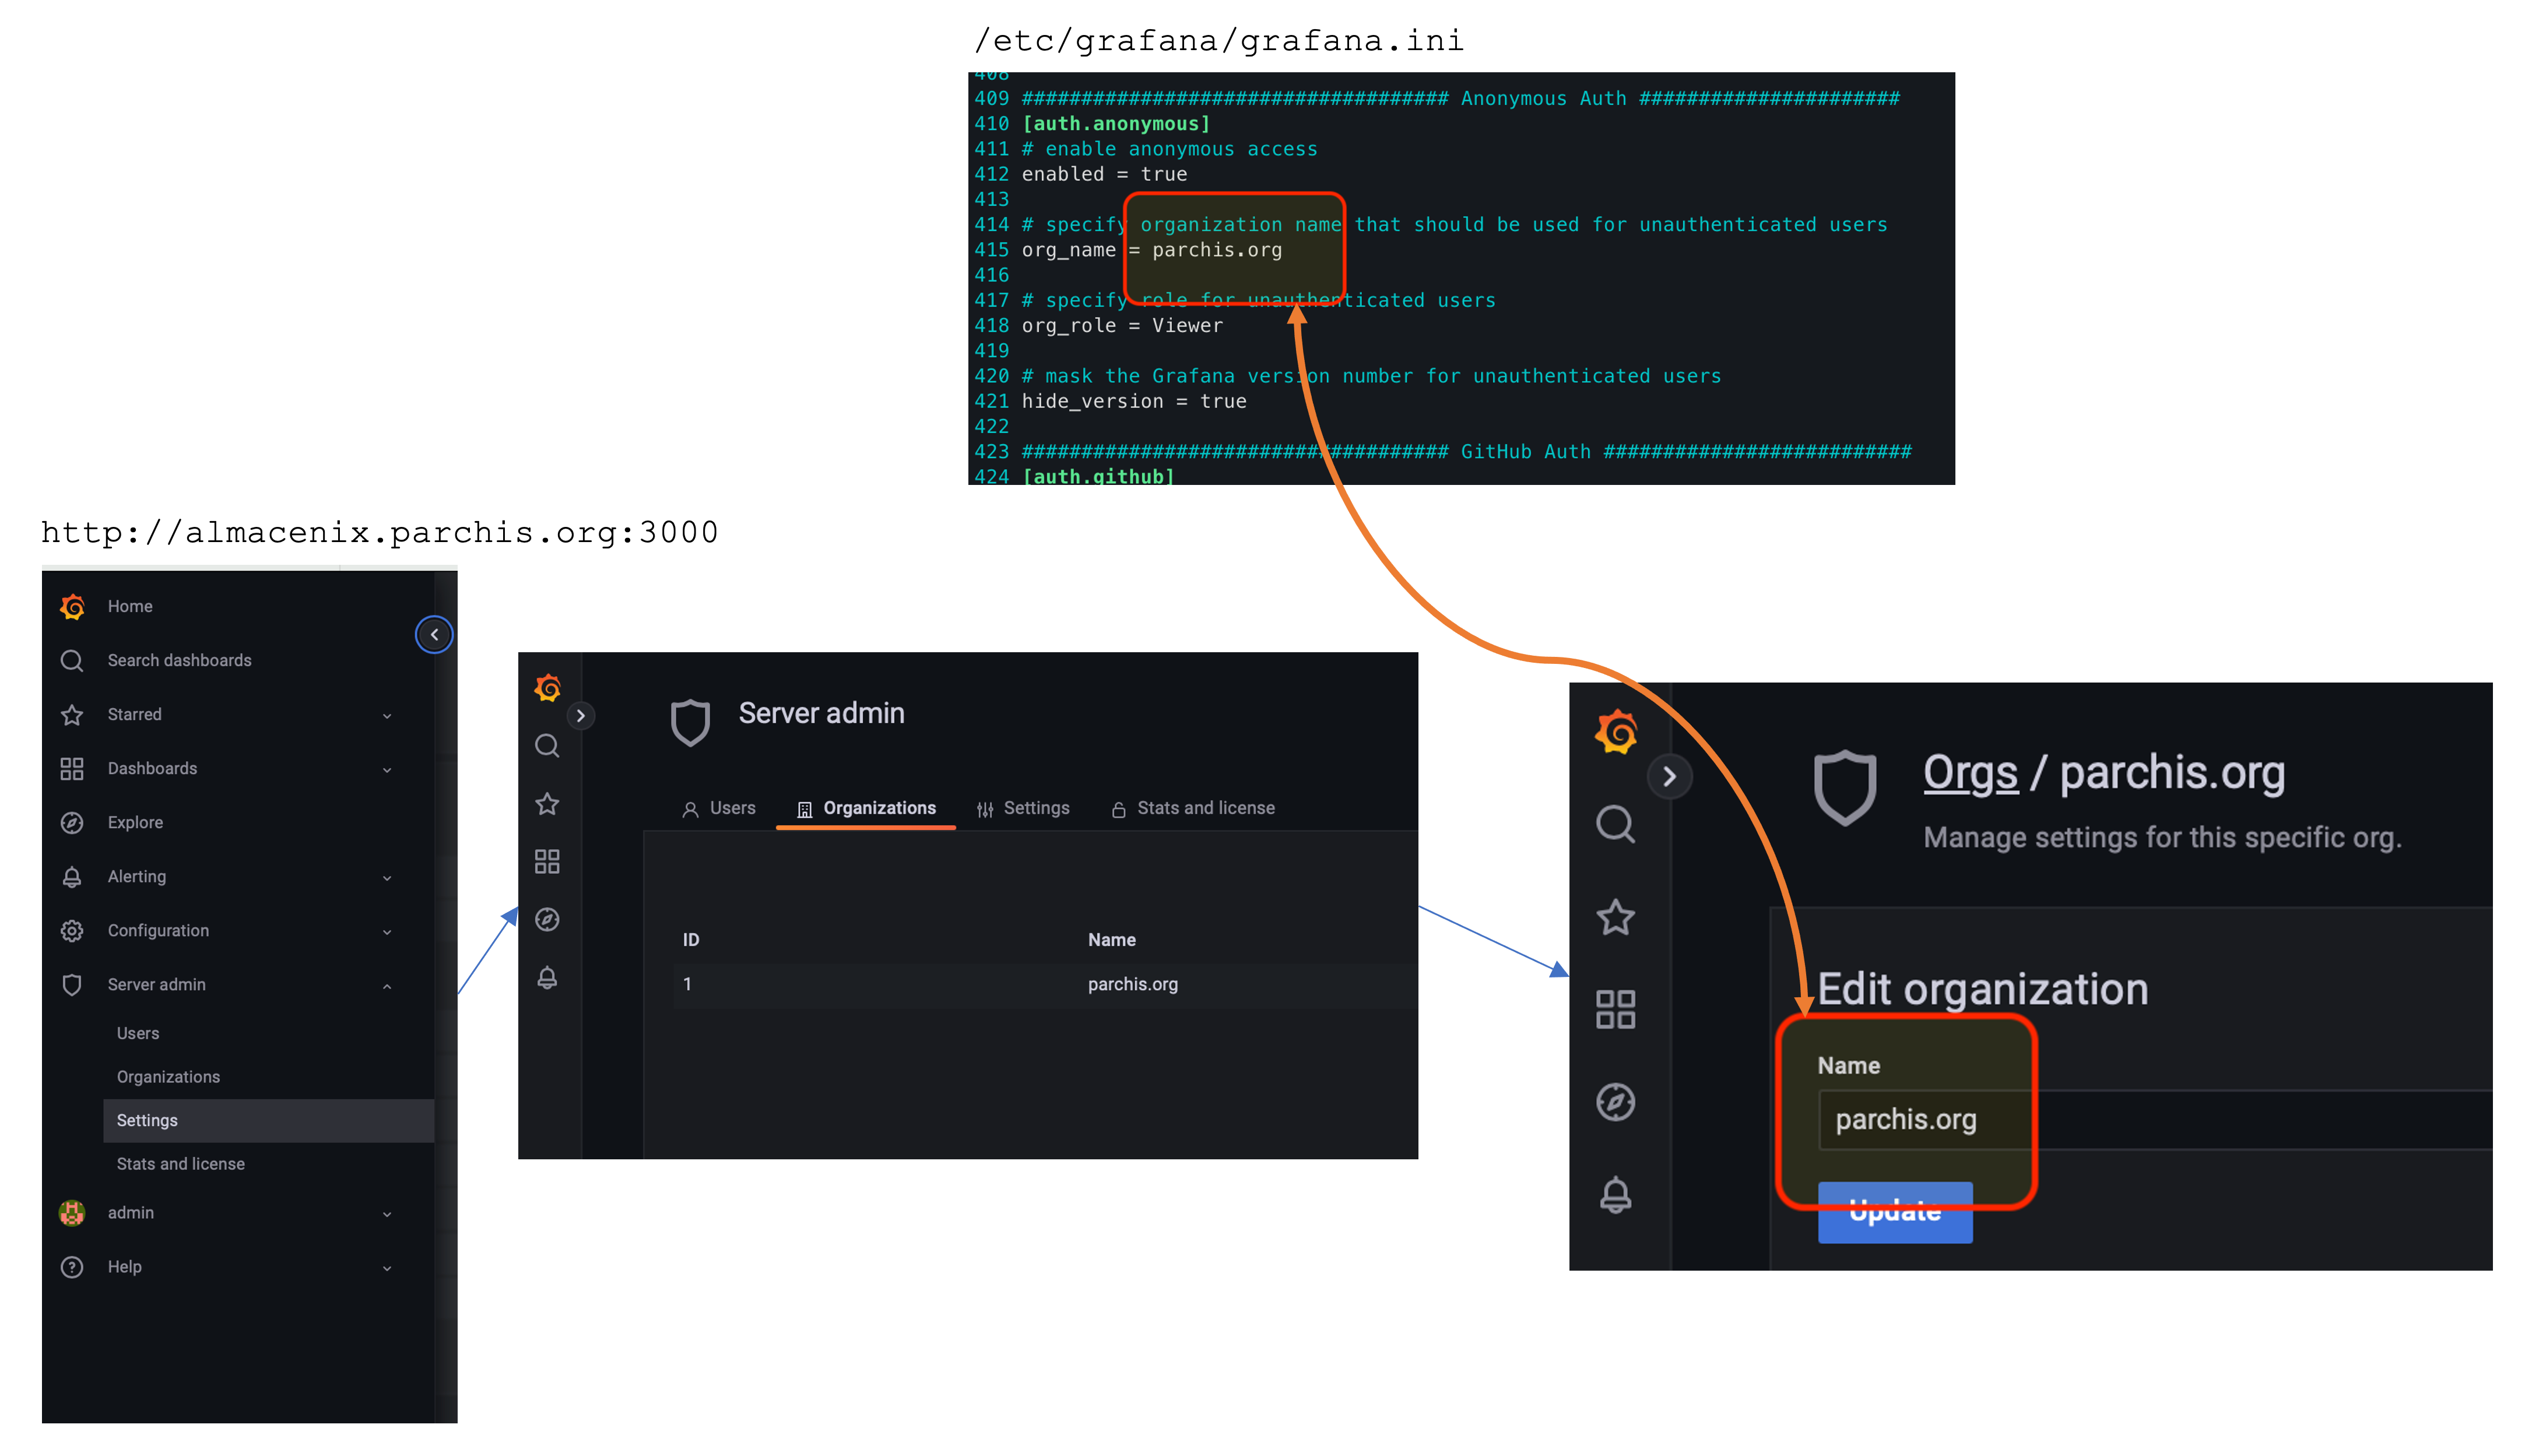 /etc/grafana/grafana.ini
408
409 #################################### Anonymous Auth ######################
410 [auth.anonymous]
411 # enable anonymous access
412 enabled = true
413
414 # specify organization name that should be used for unauthenticated users
415 org_name = parchis.org
416
417 # specify role for unauthenticated users
418 org_role = Viewer
419
420 # mask the Grafana version number for unauthenticated users
421 hide_version = true
422
423 #################################### GitHub Auth ##########################
424 [auth.github]
http://almacenix.parchis.org:3000
Home
Search dashboards
Starred
Dashboards
Explore
Alerting
Configuration
Server admin
Users
Organizations
Settings
Stats and license
admin
Help
Server admin
Users Organizations Settings Stats and license
ID Name
1 parchis.org
Orgs / parchis.org
Manage settings for this specific org.
Edit organization
Name
parchis.org
Update